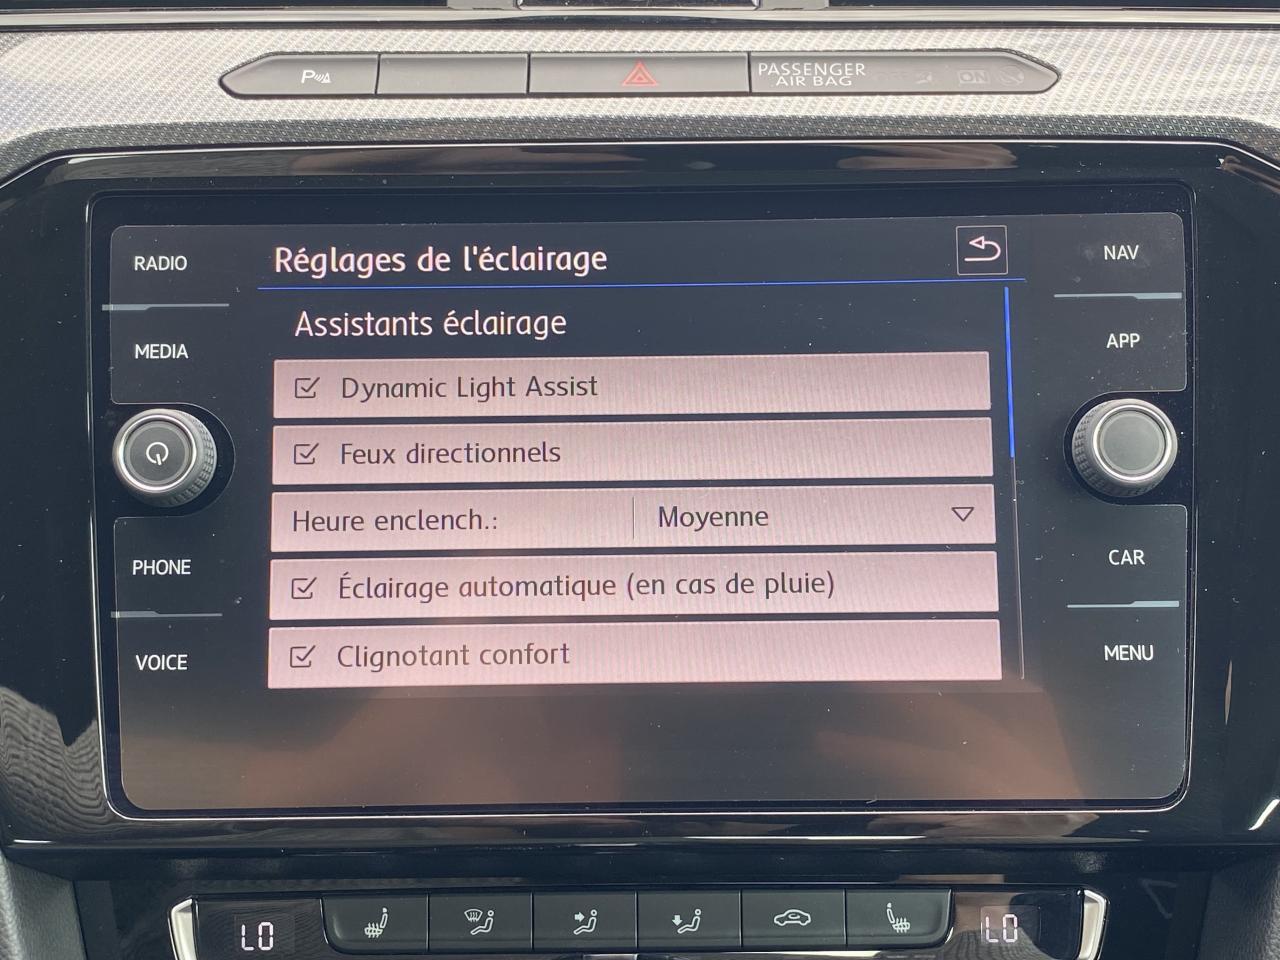 P
PASSENGER
AIR BAG
ON
RADIO
MEDIA
PHONE
VOICE
Réglages de l'éclairage
Assistants éclairage
Dynamic Light Assist
Feux directionnels
Heure enclench.: Moyenne
Éclairage automatique (en cas de pluie)
Clignotant confort
NAV
APP
CAR
MENU
LO
LO